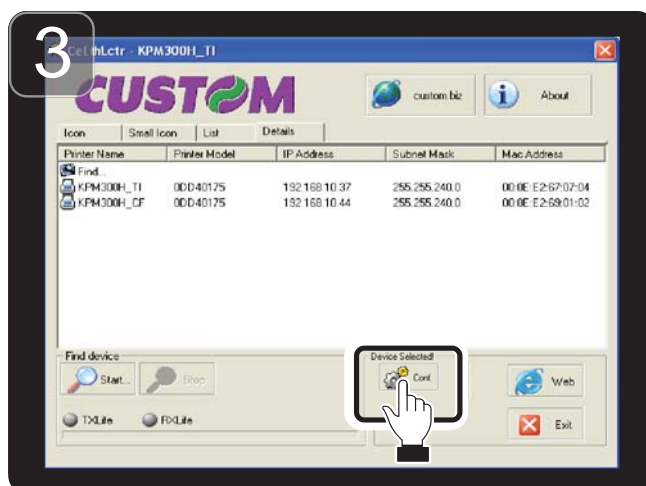 3
CeLthLctr - KPM300H_TI
CUSTOM
custom.biz
About
Icon Small Icon List Details
Printer Name Printer Model IP Address Subnet Mask Mac Address
Find...
KPM300H_TI 0DD40175 192.168.10.37 255.255.240.0 00:0E:E2:67:07:04
KPM300H_CF 0DD40175 192.168.10.44 255.255.240.0 00:0E:E2:69:01:02
Find device
Device Selected!
Start... Stop
Conf.
Web
TXLite RXLite
Exit